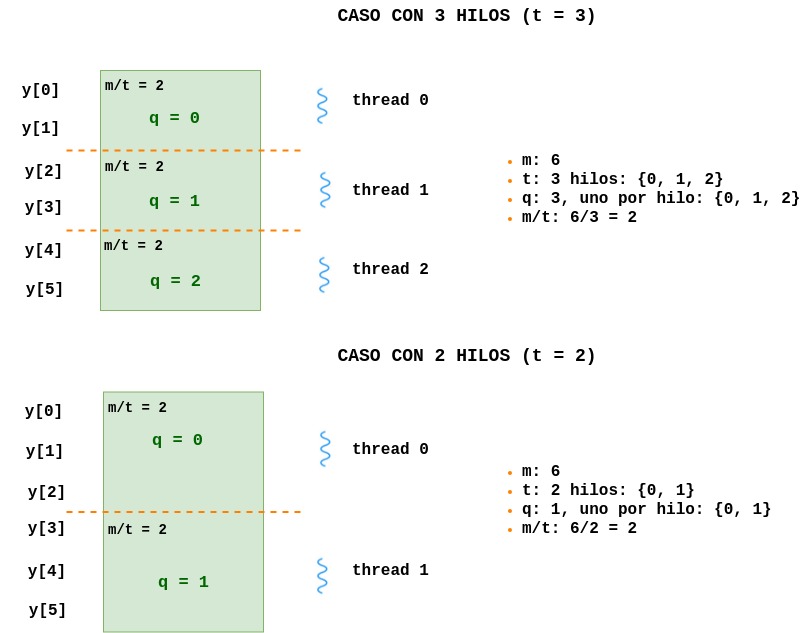 CASO CON 3 HILOS (t = 3)
y[0]
y[1]
y[2]
y[3]
y[4]
y[5]
m/t = 2
q = 0
m/t = 2
q = 1
m/t = 2
q = 2
thread 0
thread 1
thread 2
• m: 6
• t: 3 hilos: {0, 1, 2}
• q: 3, uno por hilo: {0, 1, 2}
• m/t: 6/3 = 2
CASO CON 2 HILOS (t = 2)
y[0]
y[1]
y[2]
y[3]
y[4]
y[5]
m/t = 2
q = 0
m/t = 2
q = 1
thread 0
thread 1
• m: 6
• t: 2 hilos: {0, 1}
• q: 1, uno por hilo: {0, 1}
• m/t: 6/2 = 2